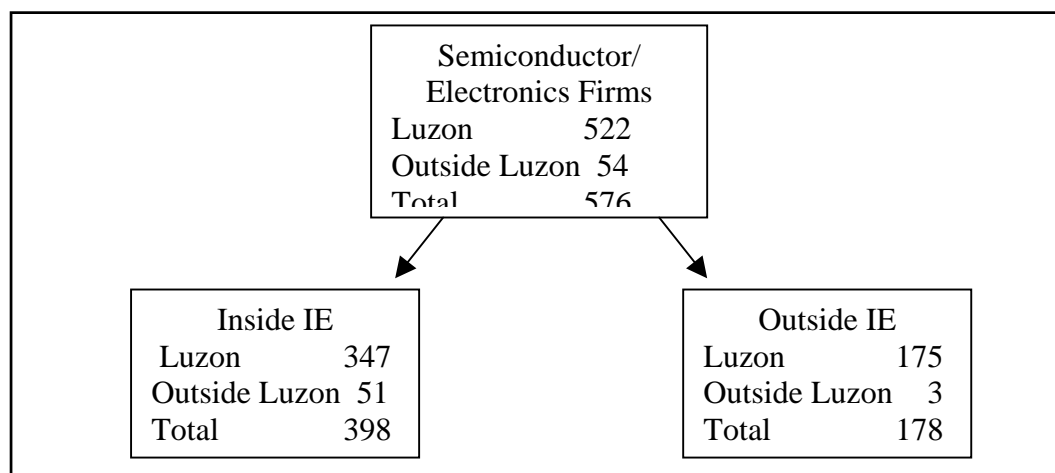 Semiconductor/
Electronics Firms
Luzon 522
Outside Luzon 54
Total 576
Inside IE
Luzon 347
Outside Luzon 51
Total 398
Outside IE
Luzon 175
Outside Luzon 3
Total 178